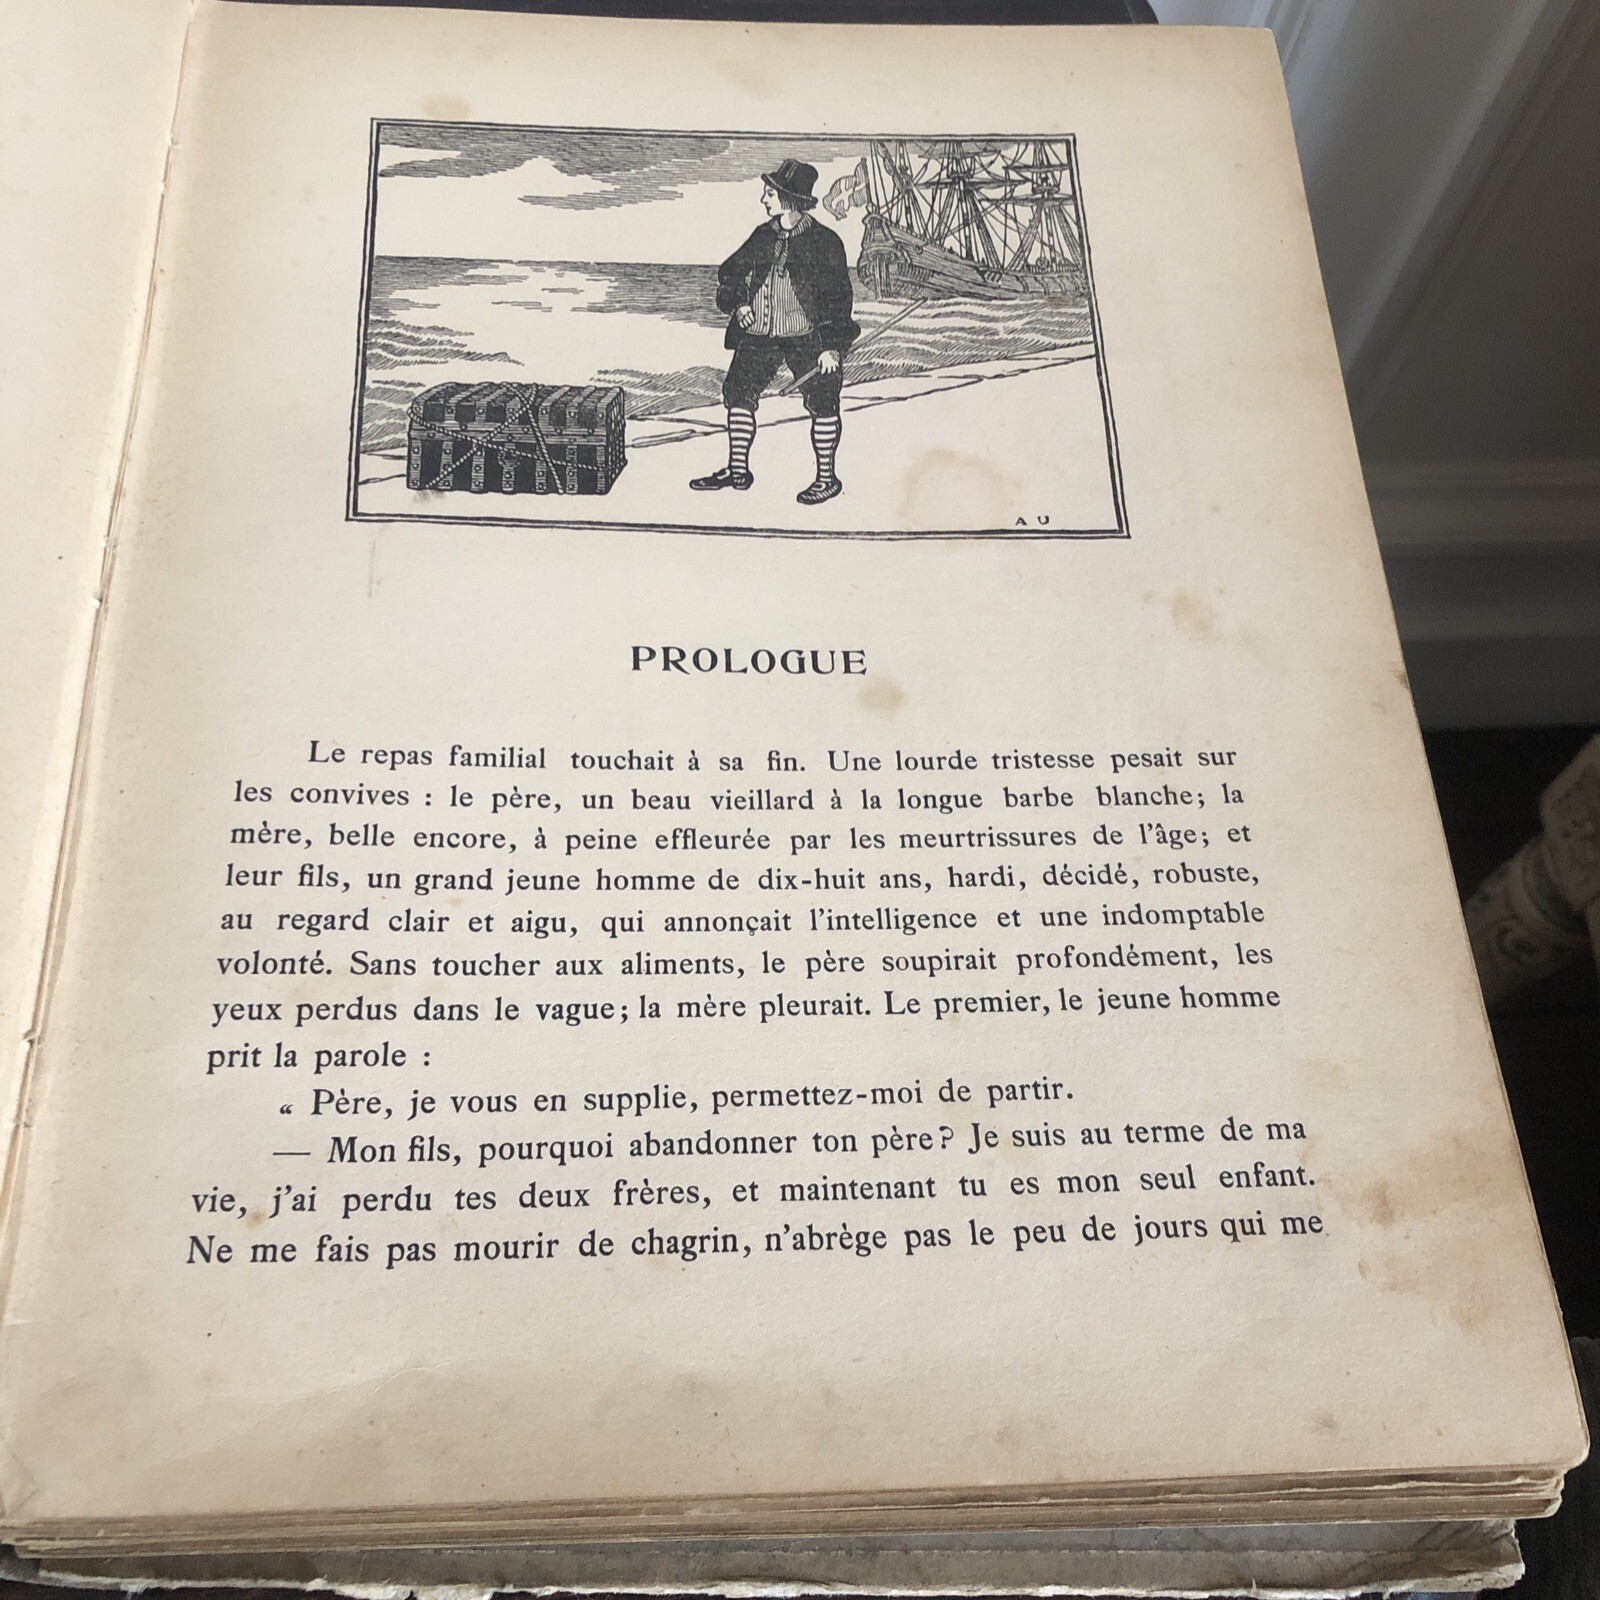 A U
PROLOGUE
Le repas familial touchait à sa fin. Une lourde tristesse pesait sur
les convives : le père, un beau vieillard à la longue barbe blanche; la
mère, belle encore, à peine effleurée par les meurtrissures de l'âge; et
leur fils, un grand jeune homme de dix-huit ans, hardi, décidé, robuste,
au regard clair et aigu, qui annonçait l'intelligence et une indomptable
volonté. Sans toucher aux aliments, le père soupirait profondément, les
yeux perdus dans le vague; la mère pleurait. Le premier, le jeune homme
prit la parole :
« Père, je vous en supplie, permettez-moi de partir.
— Mon fils, pourquoi abandonner ton père? Je suis au terme de ma
vie, j'ai perdu tes deux frères, et maintenant tu es mon seul enfant.
Ne me fais pas mourir de chagrin, n'abrège pas le peu de jours qui me